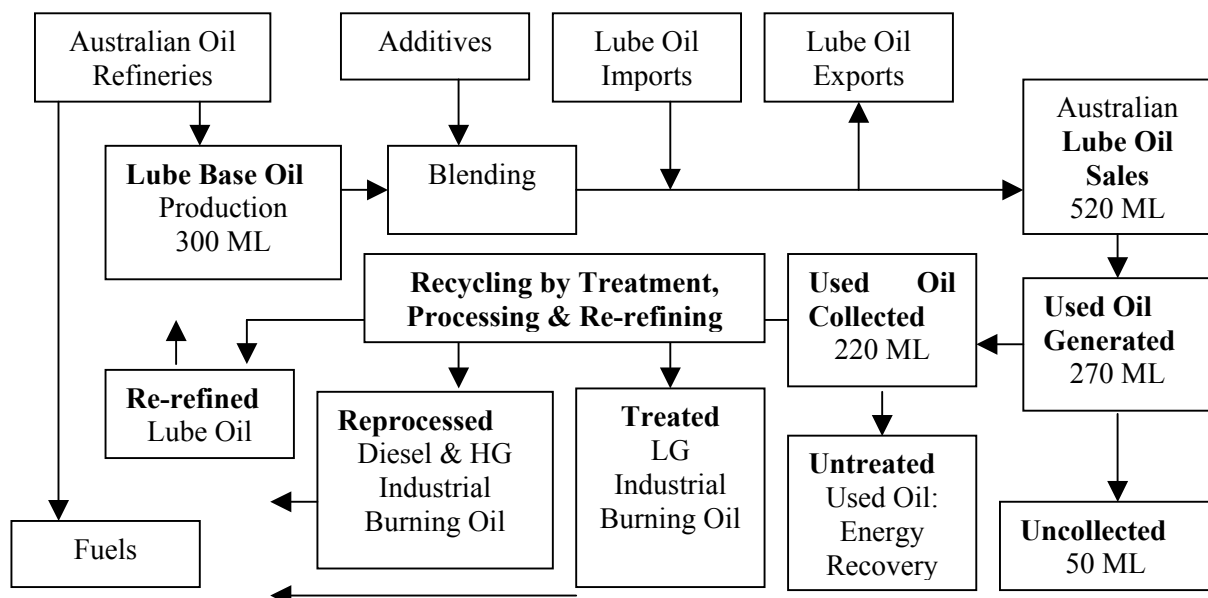 Australian Oil
Refineries
Additives
Lube Oil
Imports
Lube Oil
Exports
Australian
Lube Oil
Sales
520 ML
Lube Base Oil
Production
300 ML
Blending
Recycling by Treatment,
Processing & Re-refining
Used Oil
Collected
220 ML
Used Oil
Generated
270 ML
Re-refined
Lube Oil
Reprocessed
Diesel & HG
Industrial
Burning Oil
Treated
LG
Industrial
Burning Oil
Untreated
Used Oil:
Energy
Recovery
Uncollected
50 ML
Fuels